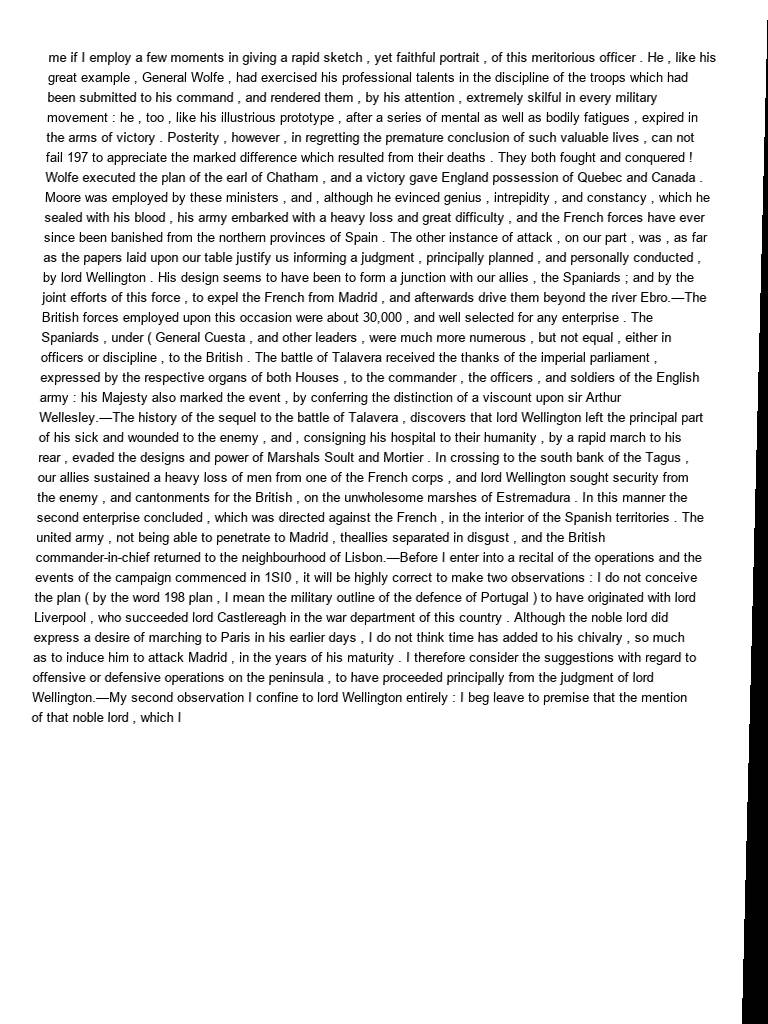 me if I employ a few moments in giving a rapid sketch , yet faithful portrait , of this meritorious officer . He , like his
great example , General Wolfe , had exercised his professional talents in the discipline of the troops which had
been submitted to his command , and rendered them , by his attention , extremely skilful in every military
movement : he , too , like his illustrious prototype , after a series of mental as well as bodily fatigues , expired in
the arms of victory . Posterity , however , in regretting the premature conclusion of such valuable lives , can not
fail 197 to appreciate the marked difference which resulted from their deaths . They both fought and conquered !
Wolfe executed the plan of the earl of Chatham , and a victory gave England possession of Quebec and Canada .
Moore was employed by these ministers , and , although he evinced genius , intrepidity , and constancy , which he
sealed with his blood , his army embarked with a heavy loss and great difficulty , and the French forces have ever
since been banished from the northern provinces of Spain . The other instance of attack , on our part , was , as far
as the papers laid upon our table justify us informing a judgment , principally planned , and personally conducted ,
by lord Wellington . His design seems to have been to form a junction with our allies , the Spaniards ; and by the
joint efforts of this force , to expel the French from Madrid , and afterwards drive them beyond the river Ebro.—The
British forces employed upon this occasion were about 30,000 , and well selected for any enterprise . The
Spaniards , under ( General Cuesta , and other leaders , were much more numerous , but not equal , either in
officers or discipline , to the British . The battle of Talavera received the thanks of the imperial parliament ,
expressed by the respective organs of both Houses , to the commander , the officers , and soldiers of the English
army : his Majesty also marked the event , by conferring the distinction of a viscount upon sir Arthur
Wellesley.—The history of the sequel to the battle of Talavera , discovers that lord Wellington left the principal part
of his sick and wounded to the enemy , and , consigning his hospital to their humanity , by a rapid march to his
rear , evaded the designs and power of Marshals Soult and Mortier . In crossing to the south bank of the Tagus ,
our allies sustained a heavy loss of men from one of the French corps , and lord Wellington sought security from
the enemy , and cantonments for the British , on the unwholesome marshes of Estremadura . In this manner the
second enterprise concluded , which was directed against the French , in the interior of the Spanish territories . The
united army , not being able to penetrate to Madrid , theallies separated in disgust , and the British
commander-in-chief returned to the neighbourhood of Lisbon.—Before I enter into a recital of the operations and the
events of the campaign commenced in 1SI0 , it will be highly correct to make two observations : I do not conceive
the plan ( by the word 198 plan , I mean the military outline of the defence of Portugal ) to have originated with lord
Liverpool , who succeeded lord Castlereagh in the war department of this country . Although the noble lord did
express a desire of marching to Paris in his earlier days , I do not think time has added to his chivalry , so much
as to induce him to attack Madrid , in the years of his maturity . I therefore consider the suggestions with regard to
offensive or defensive operations on the peninsula , to have proceeded principally from the judgment of lord
Wellington.—My second observation I confine to lord Wellington entirely : I beg leave to premise that the mention
of that noble lord , which I